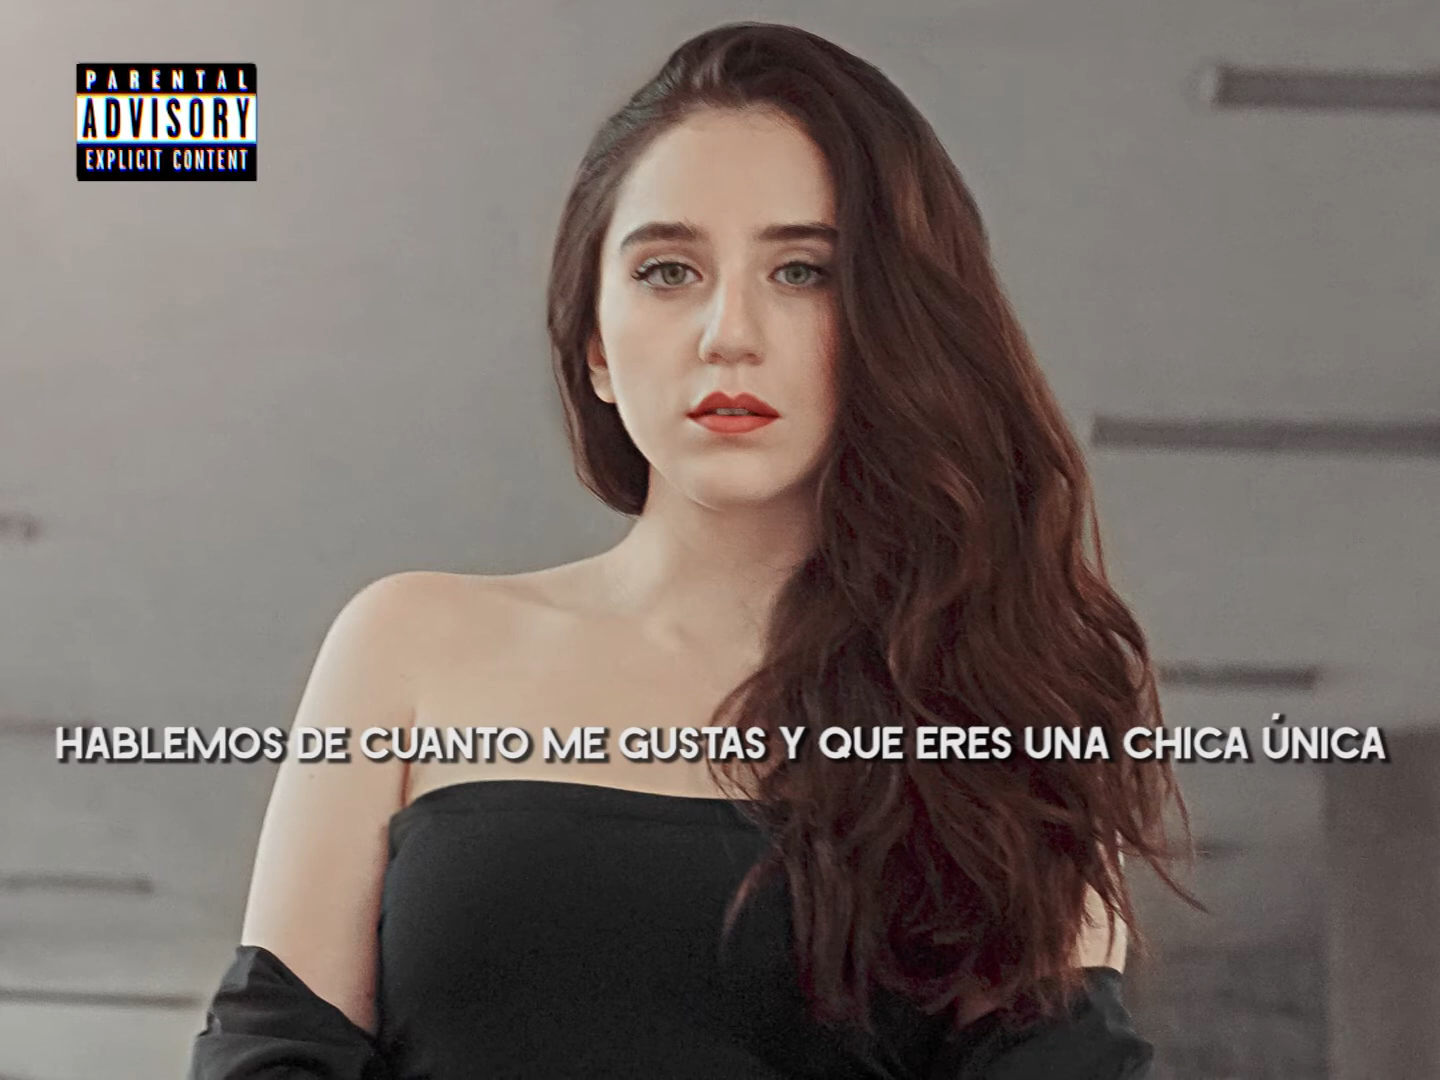 PARENTAL
ADVISORY
EXPLICIT CONTENT
HABLEMOS DE CUANTO ME GUSTAS Y QUE ERES UNA CHICA ÚNICA